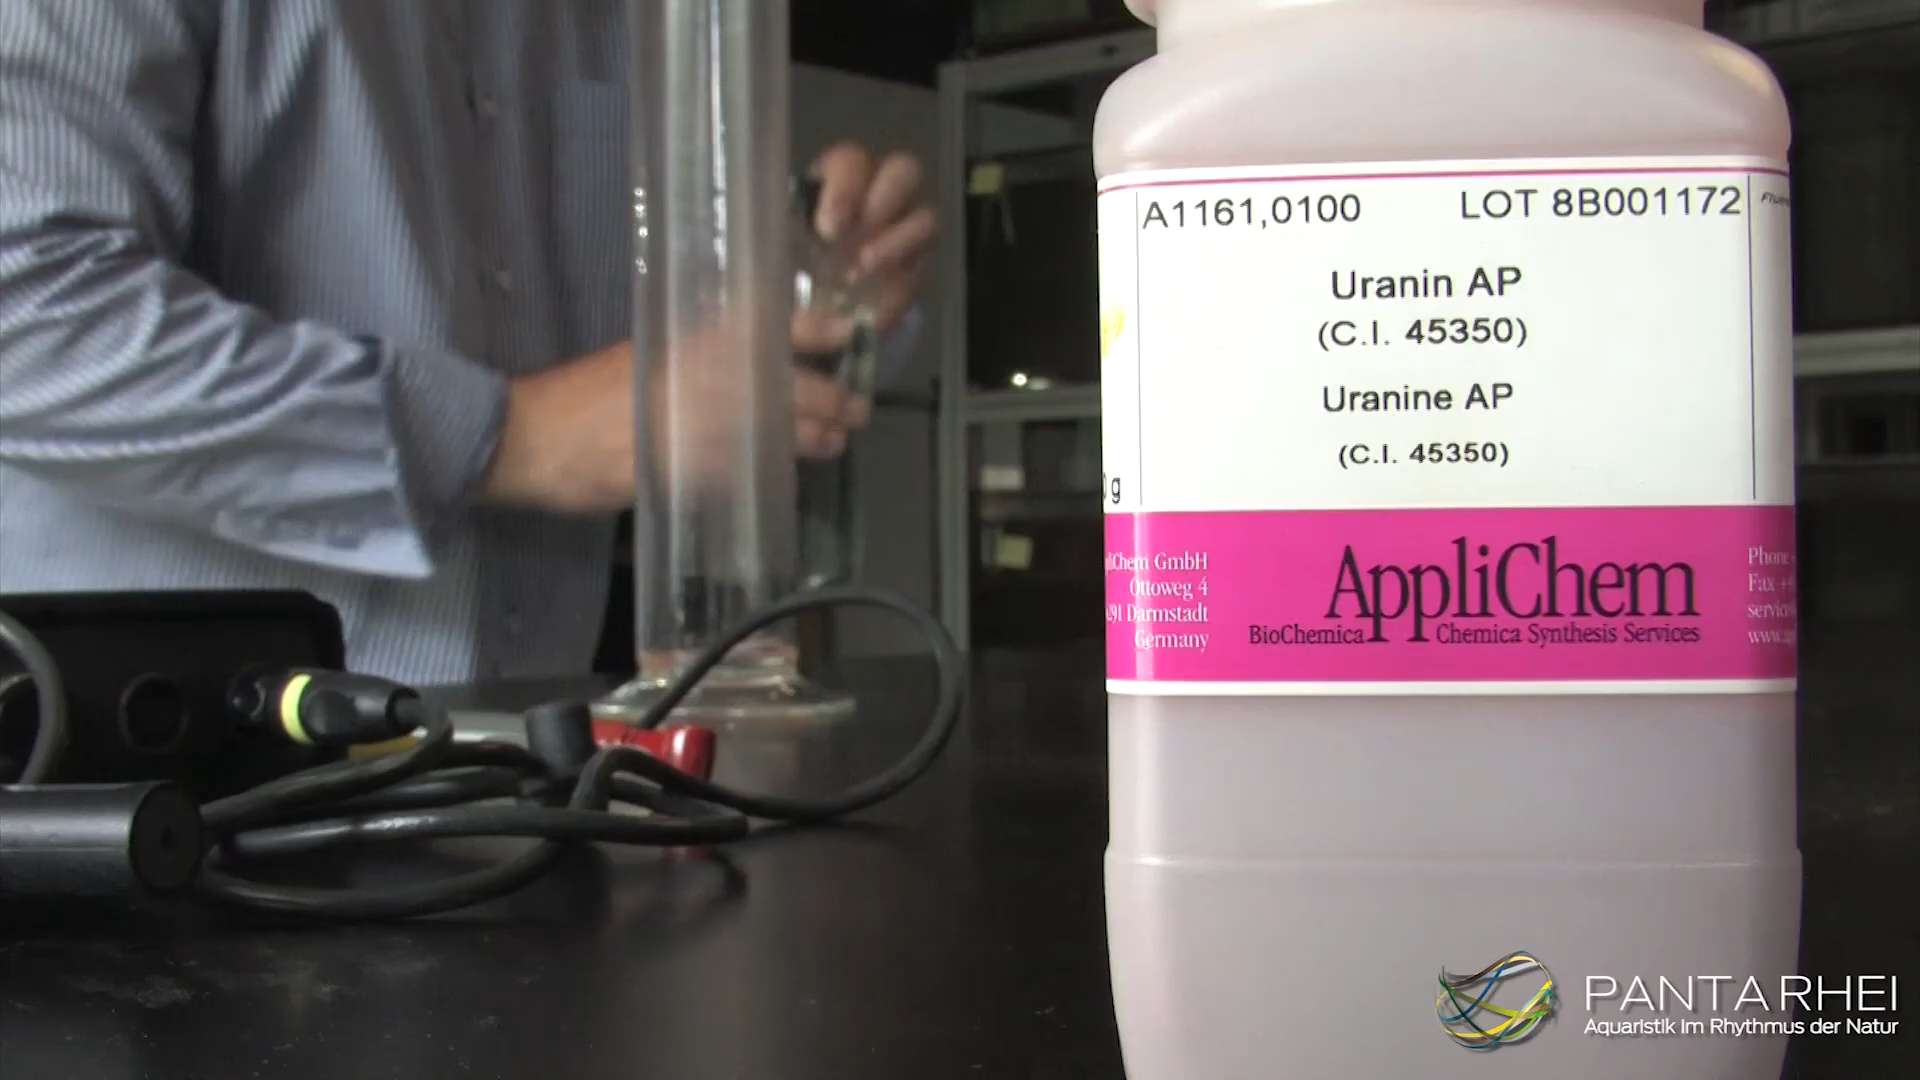 A1161,0100 LOT 8B001172
Uranin AP
(C.I. 45350)
Uranine AP
(C.I. 45350)
g
GmbH
Ottoweg 4
Darmstadt
Germany
AppliChem
BioChemica Chemica Synthesis Services
Phone
Fax
PANTA RHEI
Aquaristik im Rhythmus der Natur